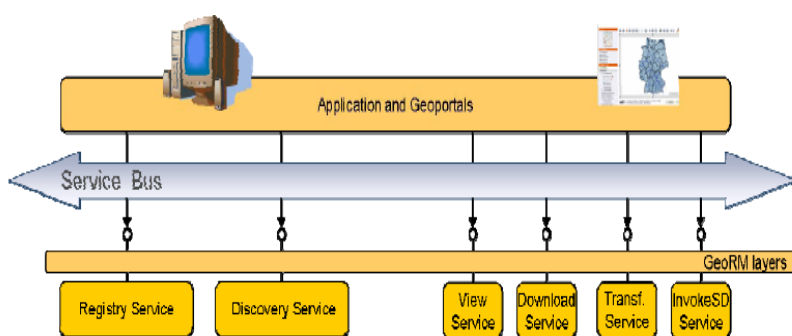 Application and Geoportals
Service Bus
GeoRM layers
Registry Service
Discovery Service
View
Service
Download
Service
Transf.
Service
InvokeSD
Service